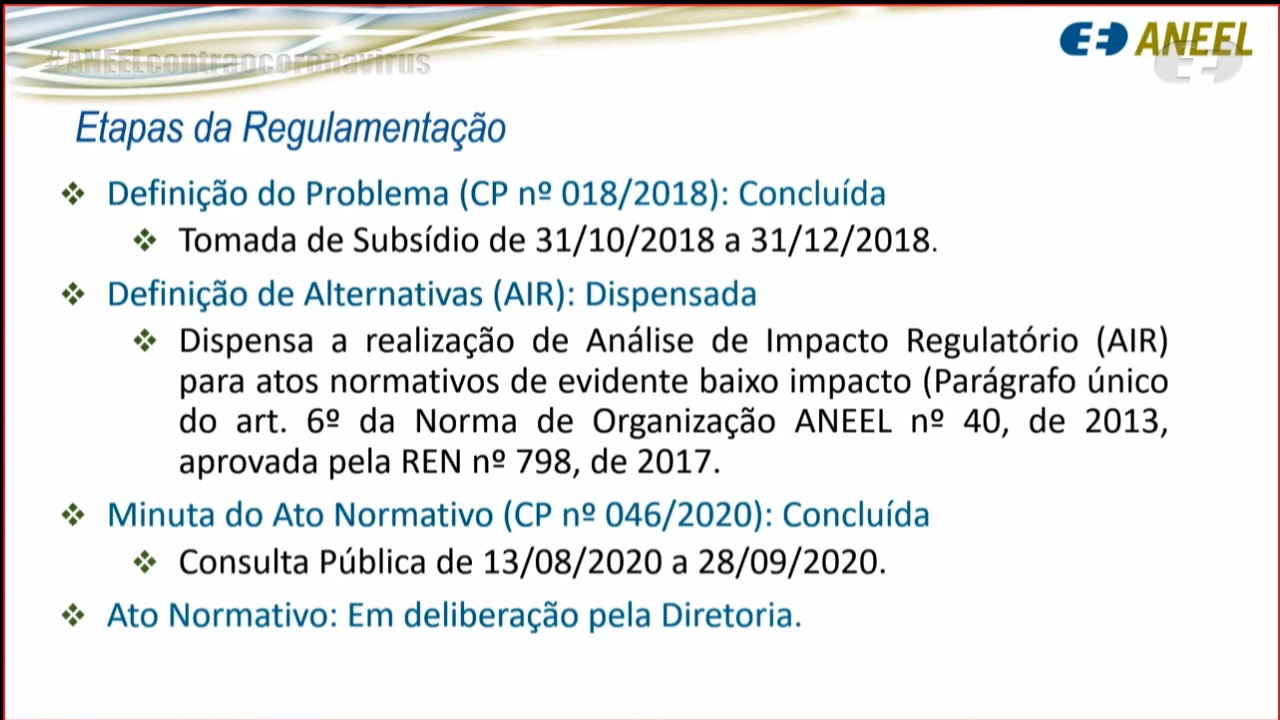 #ANEELcontraocoronavirus
ANEEL
Etapas da Regulamentação
Definição do Problema (CP nº 018/2018): Concluída
Tomada de Subsídio de 31/10/2018 a 31/12/2018.
Definição de Alternativas (AIR): Dispensada
Dispensa a realização de Análise de Impacto Regulatório (AIR)
para atos normativos de evidente baixo impacto (Parágrafo único
do art. 6º da Norma de Organização ANEEL nº 40, de 2013,
aprovada pela REN nº 798, de 2017.
Minuta do Ato Normativo (CP nº 046/2020): Concluída
Consulta Pública de 13/08/2020 a 28/09/2020.
Ato Normativo: Em deliberação pela Diretoria.